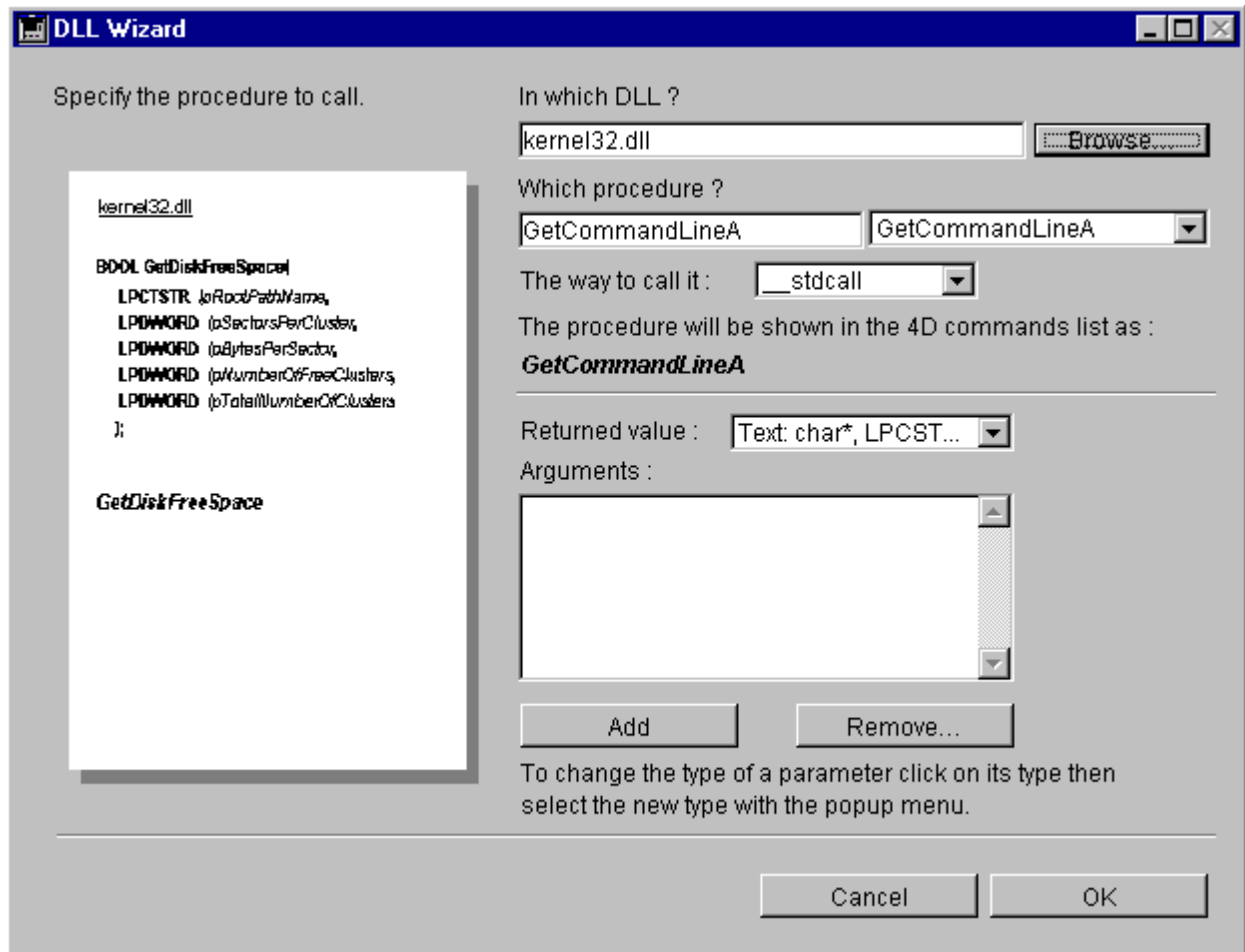 DLL Wizard
Specify the procedure to call.
kernel32.dll
BOOL GetDiskFreeSpace(
LPCTSTR lpRootPathName,
LPDWORD lpSectorsPerCluster,
LPDWORD lpBytesPerSector,
LPDWORD lpNumberOfFreeClusters,
LPDWORD lpTotalNumberOfClusters
);
GetDiskFreeSpace
In which DLL ?
kernel32.dll
Browse...
Which procedure ?
GetCommandLineA
GetCommandLineA
The way to call it :
__stdcall
The procedure will be shown in the 4D commands list as :
GetCommandLineA
Returned value :
Text: char*, LPCST...
Arguments :
Add
Remove...
To change the type of a parameter click on its type then
select the new type with the popup menu.
Cancel
OK